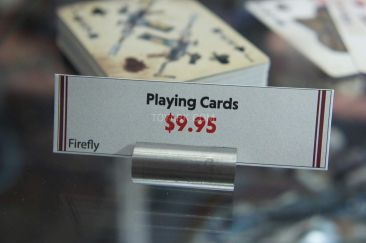 Playing Cards
$9.95
Firefly